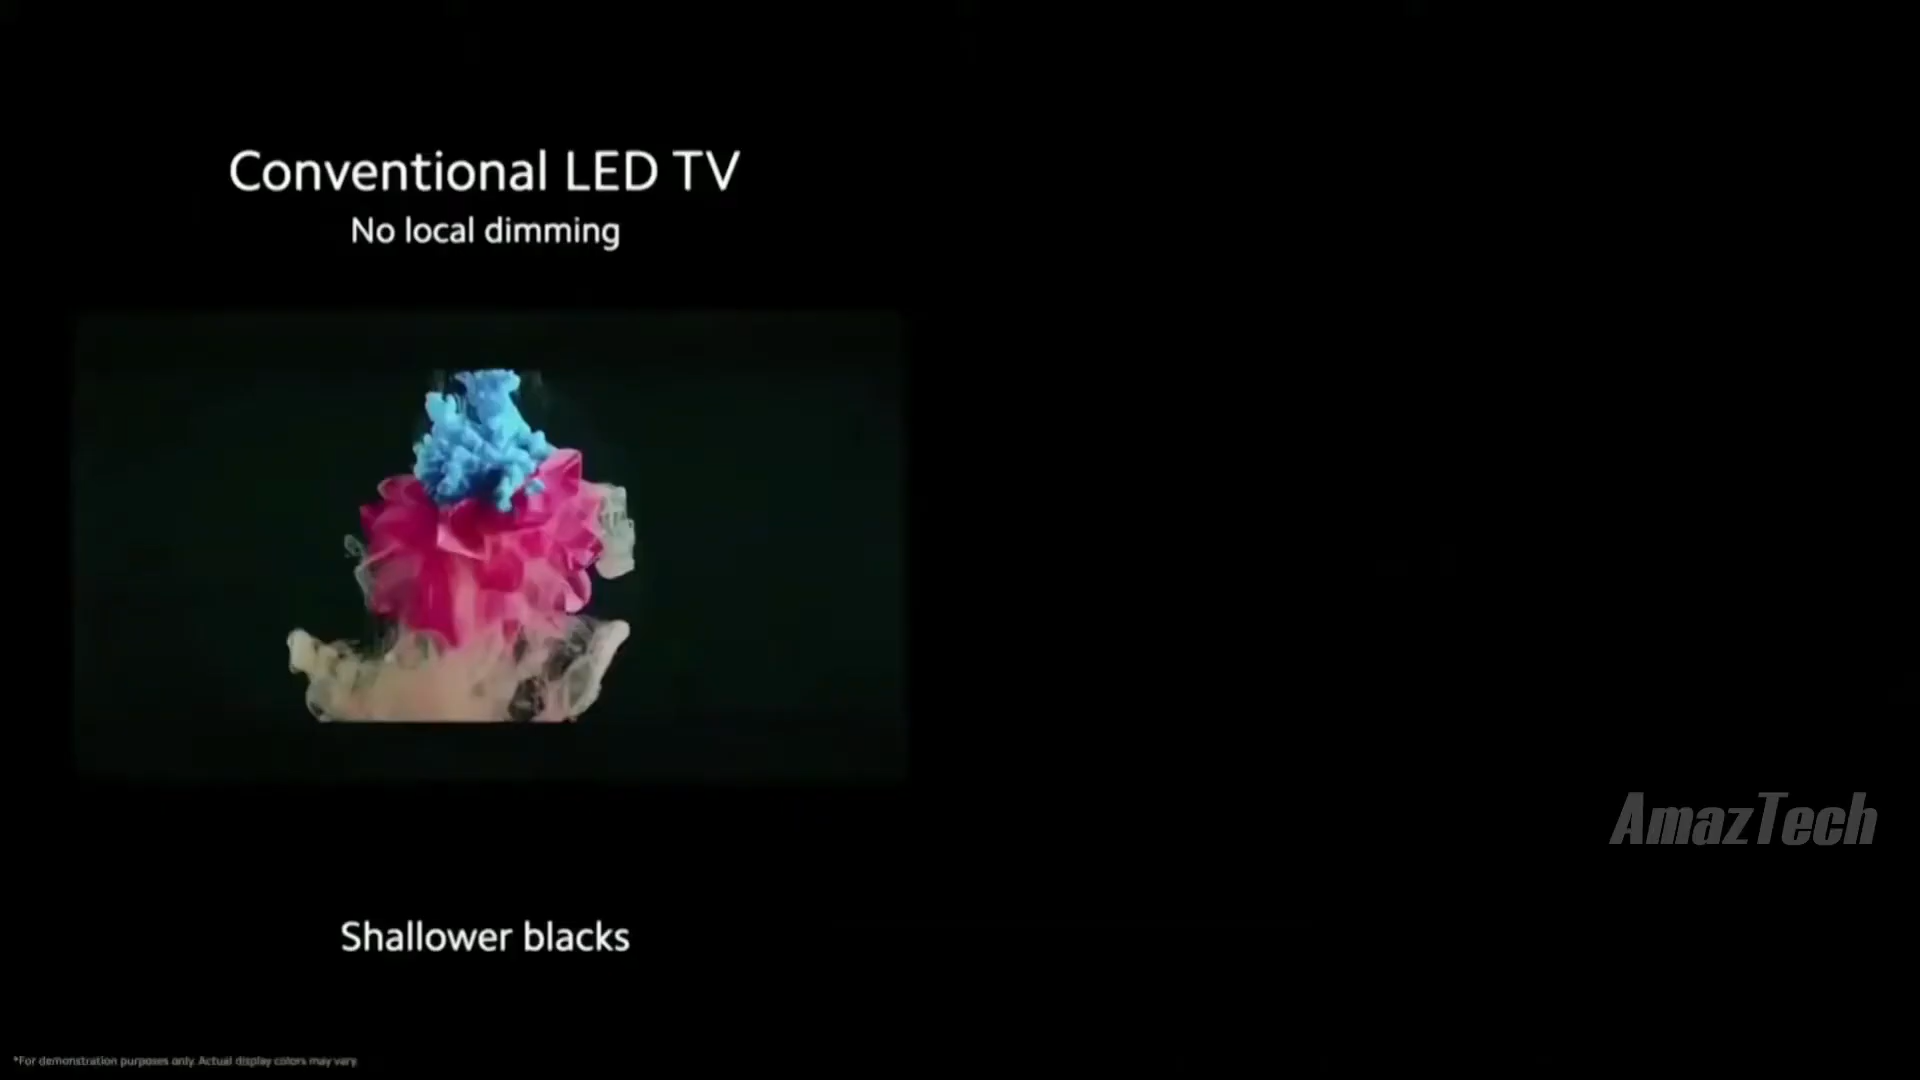 Conventional LED TV
No local dimming
AmazTech
Shallower blacks
*For demonstration purposes only. Actual display colors may vary.